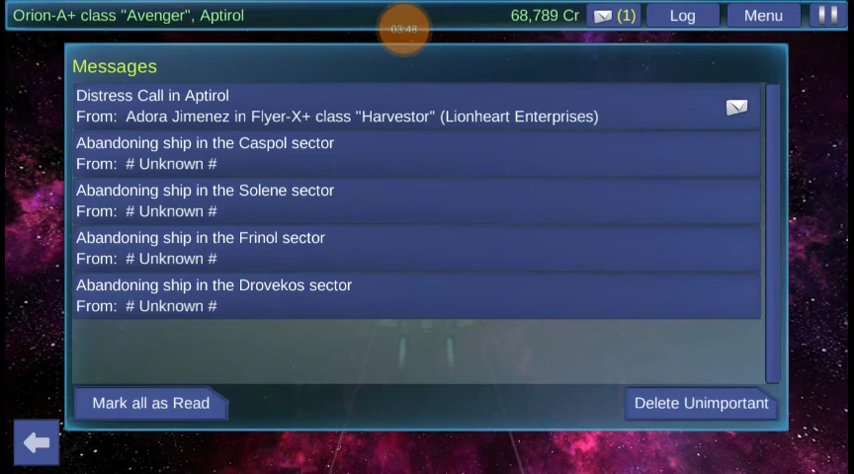 Orion-A+ class "Avenger", Aptirol
03:48
68,789 Cr
(1)
Log
Menu
Messages
Distress Call in Aptirol
From: Adora Jimenez in Flyer-X+ class "Harvestor" (Lionheart Enterprises)
Abandoning ship in the Caspol sector
From: # Unknown #
Abandoning ship in the Solene sector
From: # Unknown #
Abandoning ship in the Frinol sector
From: # Unknown #
Abandoning ship in the Drovekos sector
From: # Unknown #
Mark all as Read
Delete Unimportant